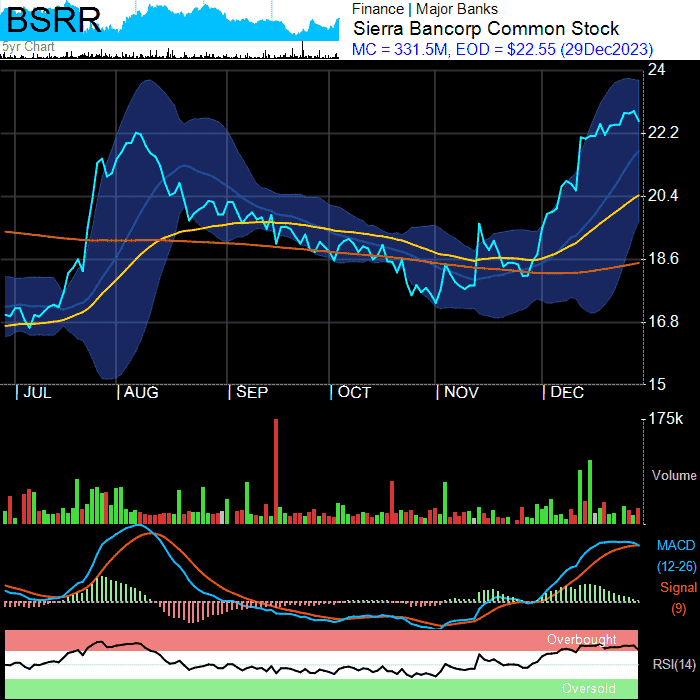 BSRR
5yr Chart
Finance | Major Banks
Sierra Bancorp Common Stock
MC = 331.5M, EOD = $22.55 (29Dec2023)
24
22.2
20.4
18.6
16.8
15
| JUL | AUG | SEP | OCT | NOV | DEC
175k
Volume
MACD
(12-26)
Signal
(9)
Overbought
RSI(14)
Oversold